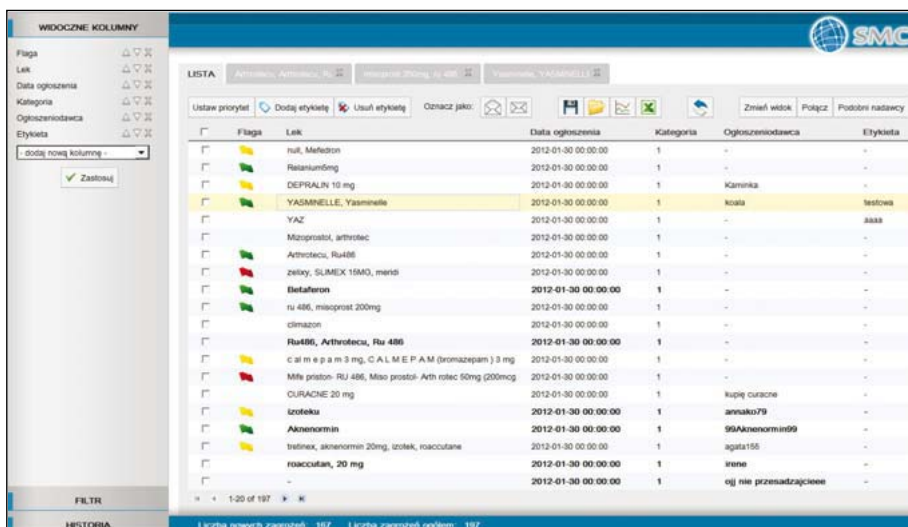 WIDOCZNE KOLUMNY
Flaga
Lek
Data ogłoszenia
Kategoria
Ogłoszeniodawca
Etykieta
- dodaj nową kolumnę -
Zastosuj
FILTR
HISTORIA
SMC
LISTA Arthrotecu, Arthrotecu, Ru misoprost 200mg, ru 486, Yasminelle, YASMINELLE
Ustaw priorytet Dodaj etykietę Usuń etykietę Oznacz jako: Zmień widok Połącz Podobni nadawcy
Flaga Lek Data ogłoszenia Kategoria Ogłoszeniodawca Etykieta
null, Mefedron 2012-01-30 00:00:00 1 - -
Relanium5mg 2012-01-30 00:00:00 1 - -
DEPRALIN 10 mg 2012-01-30 00:00:00 1 Kaminka -
YASMINELLE, Yasminelle 2012-01-30 00:00:00 1 koala testowa
YAZ 2012-01-30 00:00:00 1 - aaaa
Mizoprostol, arthrotec 2012-01-30 00:00:00 1 - -
Arthrotecu, Ru486 2012-01-30 00:00:00 1 - -
zelixy, SLIMEX 15MG, meridi 2012-01-30 00:00:00 1 - -
Betaferon 2012-01-30 00:00:00 1 - -
ru 486, misoprost 200mg 2012-01-30 00:00:00 1 - -
climazon 2012-01-30 00:00:00 1 - -
Ru486, Arthrotecu, Ru 486 2012-01-30 00:00:00 1 - -
c al m e p a m 3 mg, C A L M E P A M (bromazepam ) 3 mg 2012-01-30 00:00:00 1 - -
Mife priston- RU 486, Miso prostol- Arth rotec 50mg (200mcg 2012-01-30 00:00:00 1 - -
CURACNE 20 mg 2012-01-30 00:00:00 1 kupię curacne -
izoteku 2012-01-30 00:00:00 1 annako79 -
Aknenormin 2012-01-30 00:00:00 1 99Aknenormin99 -
tretinex, aknenormin 20mg, izotek, roaccutane 2012-01-30 00:00:00 1 agata155 -
roaccutan, 20 mg 2012-01-30 00:00:00 1 irene -
- 2012-01-30 00:00:00 1 ojj nie przesadzajcieee -
1-20 of 197
Liczba nowych zagrożeń: 167 Liczba zagrożeń ogółem: 197